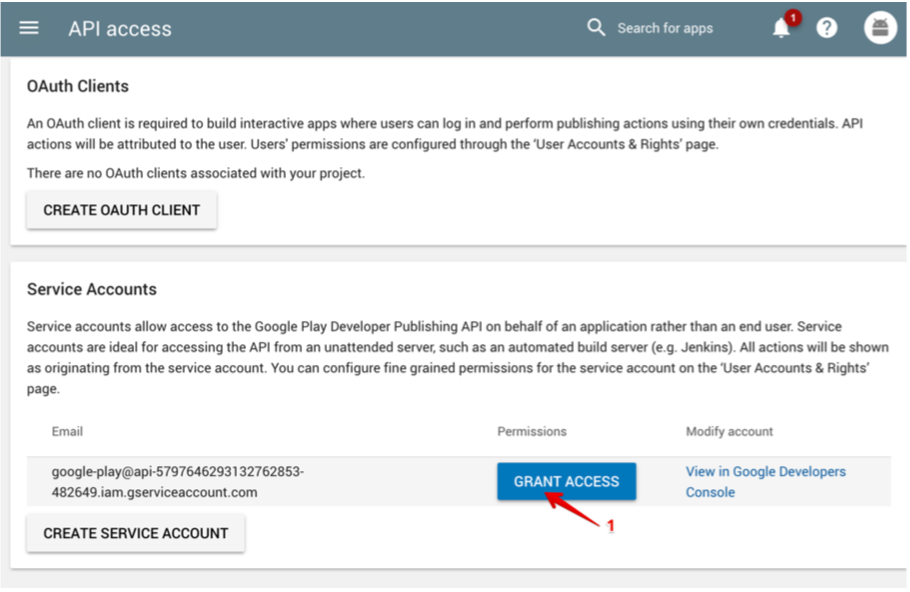 API access
Search for apps
1
?
OAuth Clients
An OAuth client is required to build interactive apps where users can log in and perform publishing actions using their own credentials. API
actions will be attributed to the user. Users' permissions are configured through the 'User Accounts & Rights' page.
There are no OAuth clients associated with your project.
CREATE OAUTH CLIENT
Service Accounts
Service accounts allow access to the Google Play Developer Publishing API on behalf of an application rather than an end user. Service
accounts are ideal for accessing the API from an unattended server, such as an automated build server (e.g. Jenkins). All actions will be shown
as originating from the service account. You can configure fine grained permissions for the service account on the 'User Accounts & Rights'
page.
Email Permissions Modify account
google-play@api-5797646293132762853-
482649.iam.gserviceaccount.com
GRANT ACCESS
View in Google Developers
Console
1
CREATE SERVICE ACCOUNT